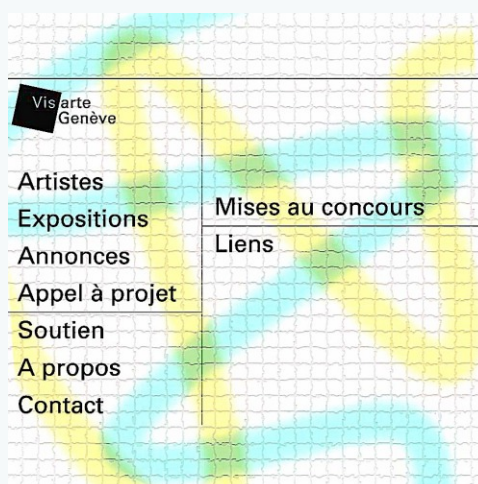 Visarte
Genève
Artistes
Expositions
Annonces
Appel à projet
Soutien
A propos
Contact
Mises au concours
Liens